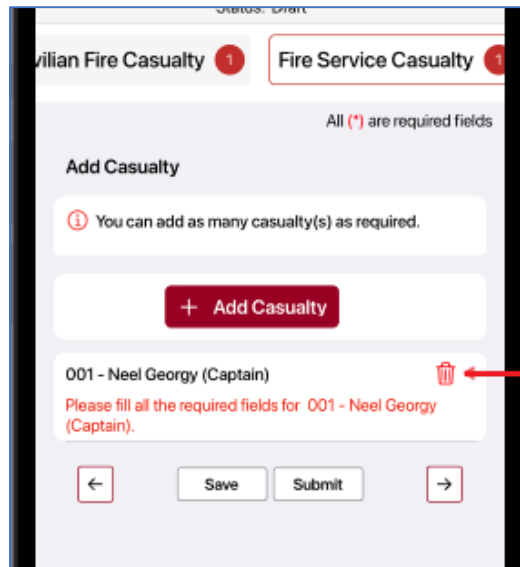 Status: Draft
vilian Fire Casualty 1 Fire Service Casualty 1
All (*) are required fields
Add Casualty
You can add as many casualty(s) as required.
+ Add Casualty
001 - Neel Georgy (Captain)
Please fill all the required fields for 001 - Neel Georgy
(Captain).
← Save Submit →